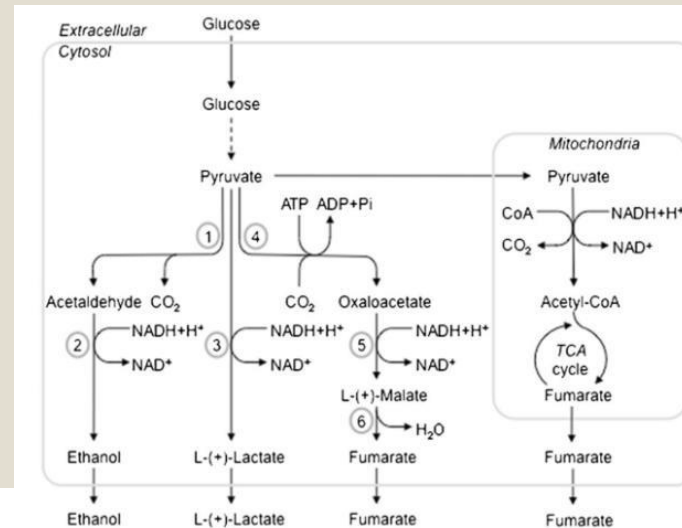 Extracellular
Glucose
Cytosol
Glucose
Mitochondria
Pyruvate
Pyruvate
ATP ADP+Pi
CoA
NADH+H⁺
1
4
CO₂
NAD⁺
Acetaldehyde CO₂
CO₂
Oxaloacetate
Acetyl-CoA
2
NADH+H⁺
3
NADH+H⁺
5
NADH+H⁺
NAD⁺
NAD⁺
NAD⁺
TCA
cycle
L-(+)-Malate
Fumarate
6
H₂O
Ethanol
L-(+)-Lactate
Fumarate
Fumarate
Ethanol
L-(+)-Lactate
Fumarate
Fumarate